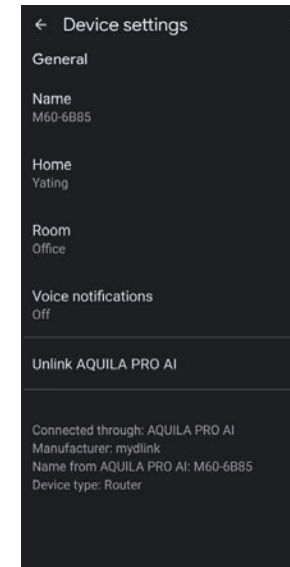 ← Device settings
General
Name
M60-6B85
Home
Yating
Room
Office
Voice notifications
Off
Unlink AQUILA PRO AI
Connected through: AQUILA PRO AI
Manufacturer: mydlink
Name from AQUILA PRO AI: M60-6B85
Device type: Router